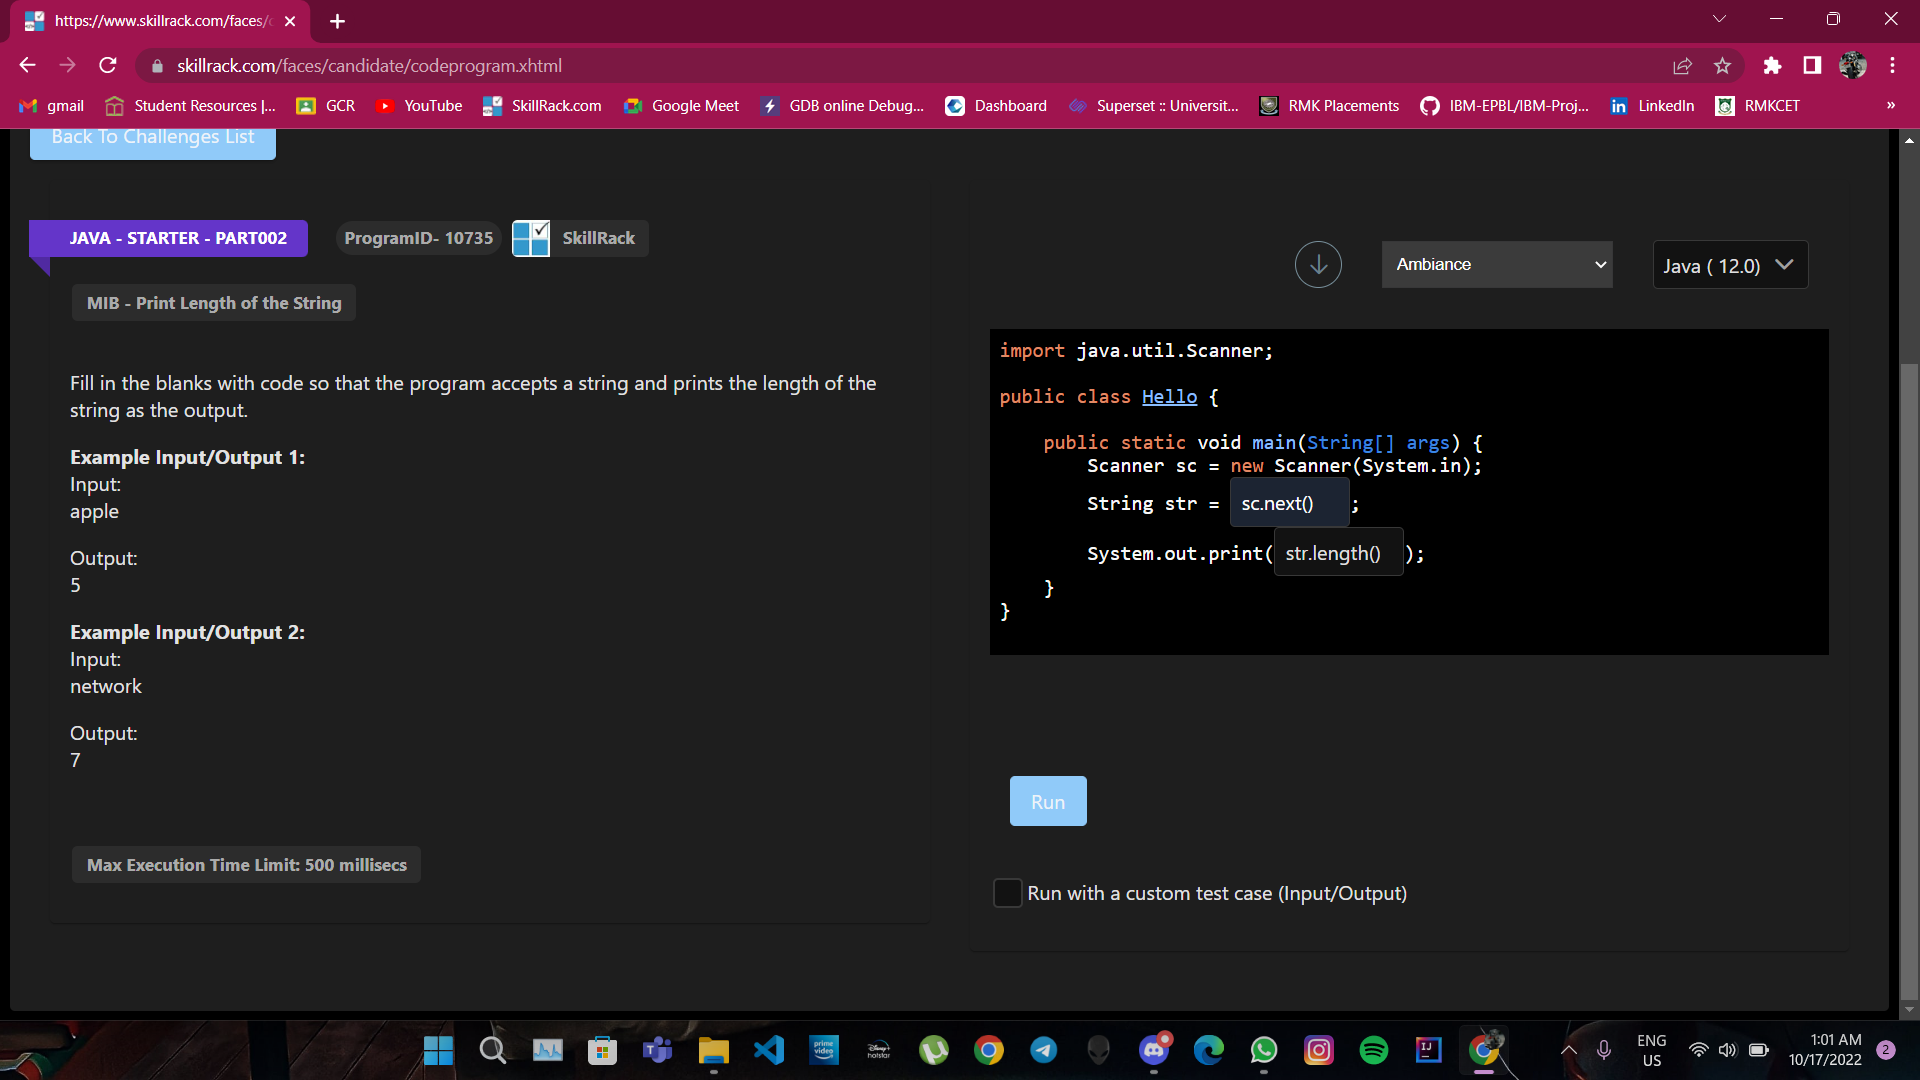 https://www.skillrack.com/faces/
skillrack.com/faces/candidate/codeprogram.xhtml
gmail
Student Resources |...
GCR
YouTube
SkillRack.com
Google Meet
GDB online Debug...
Dashboard
Superset :: Universit...
RMK Placements
IBM-EPBL/IBM-Proj...
LinkedIn
RMKCET
»
Back To Challenges List
JAVA - STARTER - PART002
ProgramID- 10735
SkillRack
MIB - Print Length of the String
Fill in the blanks with code so that the program accepts a string and prints the length of the
string as the output.
Example Input/Output 1:
Input:
apple
Output:
5
Example Input/Output 2:
Input:
network
Output:
7
Max Execution Time Limit: 500 millisecs
Ambiance
Java ( 12.0)
import java.util.Scanner;
public class Hello {
public static void main(String[] args) {
Scanner sc = new Scanner(System.in);
String str = sc.next() ;
System.out.print( str.length() );
}
}
Run
Run with a custom test case (Input/Output)
prime video
Disney+ hotstar
ENG
US
1:01 AM
10/17/2022
2